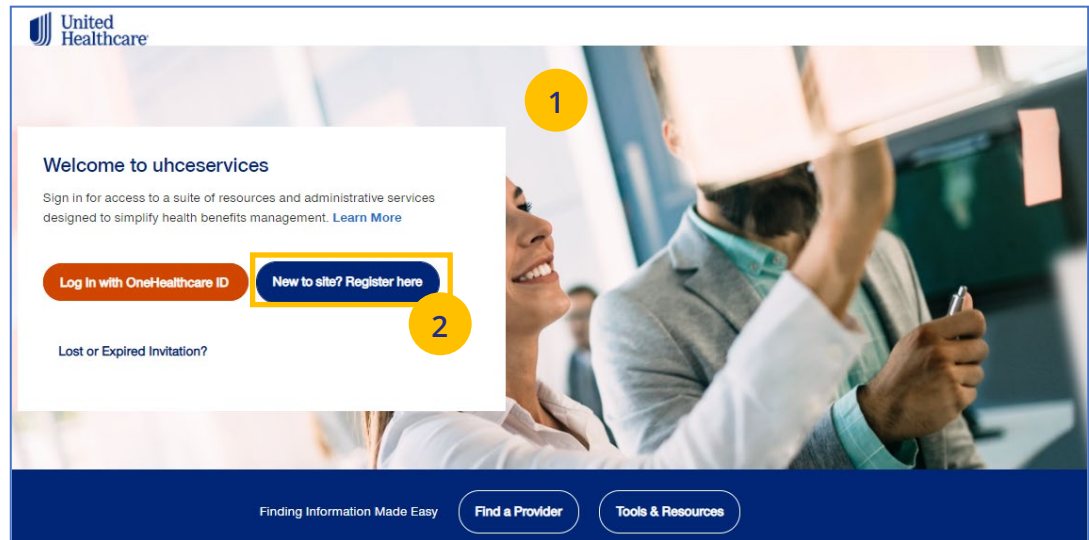 United
Healthcare
1
Welcome to uhceservices
Sign in for access to a suite of resources and administrative services
designed to simplify health benefits management. Learn More
Log In with OneHealthcare ID
New to site? Register here
2
Lost or Expired Invitation?
Finding Information Made Easy
Find a Provider
Tools & Resources